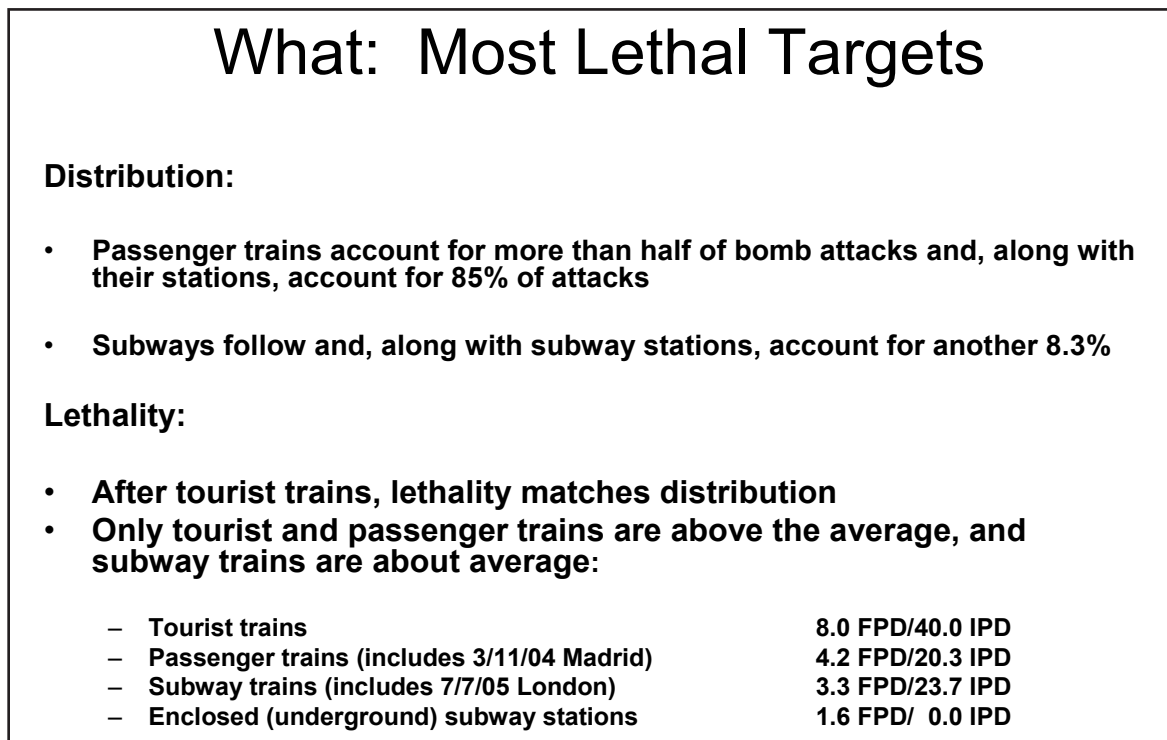 What: Most Lethal Targets
Distribution:
• Passenger trains account for more than half of bomb attacks and, along with
their stations, account for 85% of attacks
• Subways follow and, along with subway stations, account for another 8.3%
Lethality:
• After tourist trains, lethality matches distribution
• Only tourist and passenger trains are above the average, and
subway trains are about average:
– Tourist trains 8.0 FPD/40.0 IPD
– Passenger trains (includes 3/11/04 Madrid) 4.2 FPD/20.3 IPD
– Subway trains (includes 7/7/05 London) 3.3 FPD/23.7 IPD
– Enclosed (underground) subway stations 1.6 FPD/ 0.0 IPD